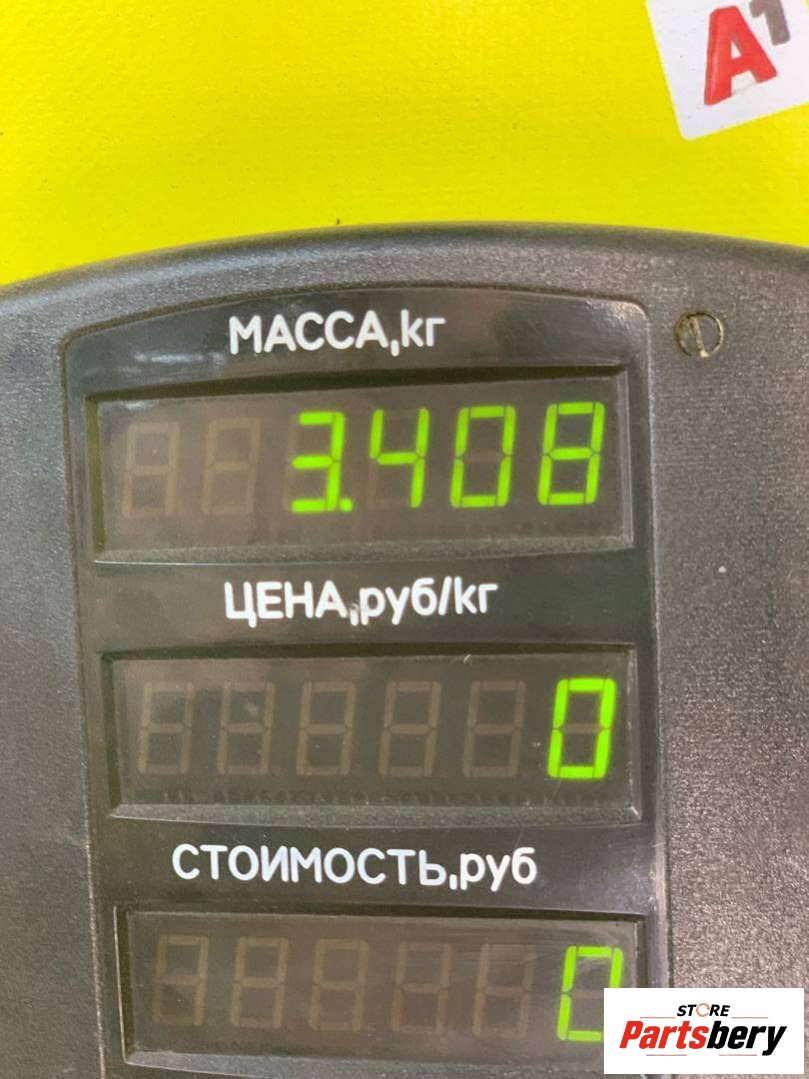 A1
МАССА,кг
3.408
ЦЕНА,руб/кг
0
СТОИМОСТЬ,руб
0
STORE
Partsbery